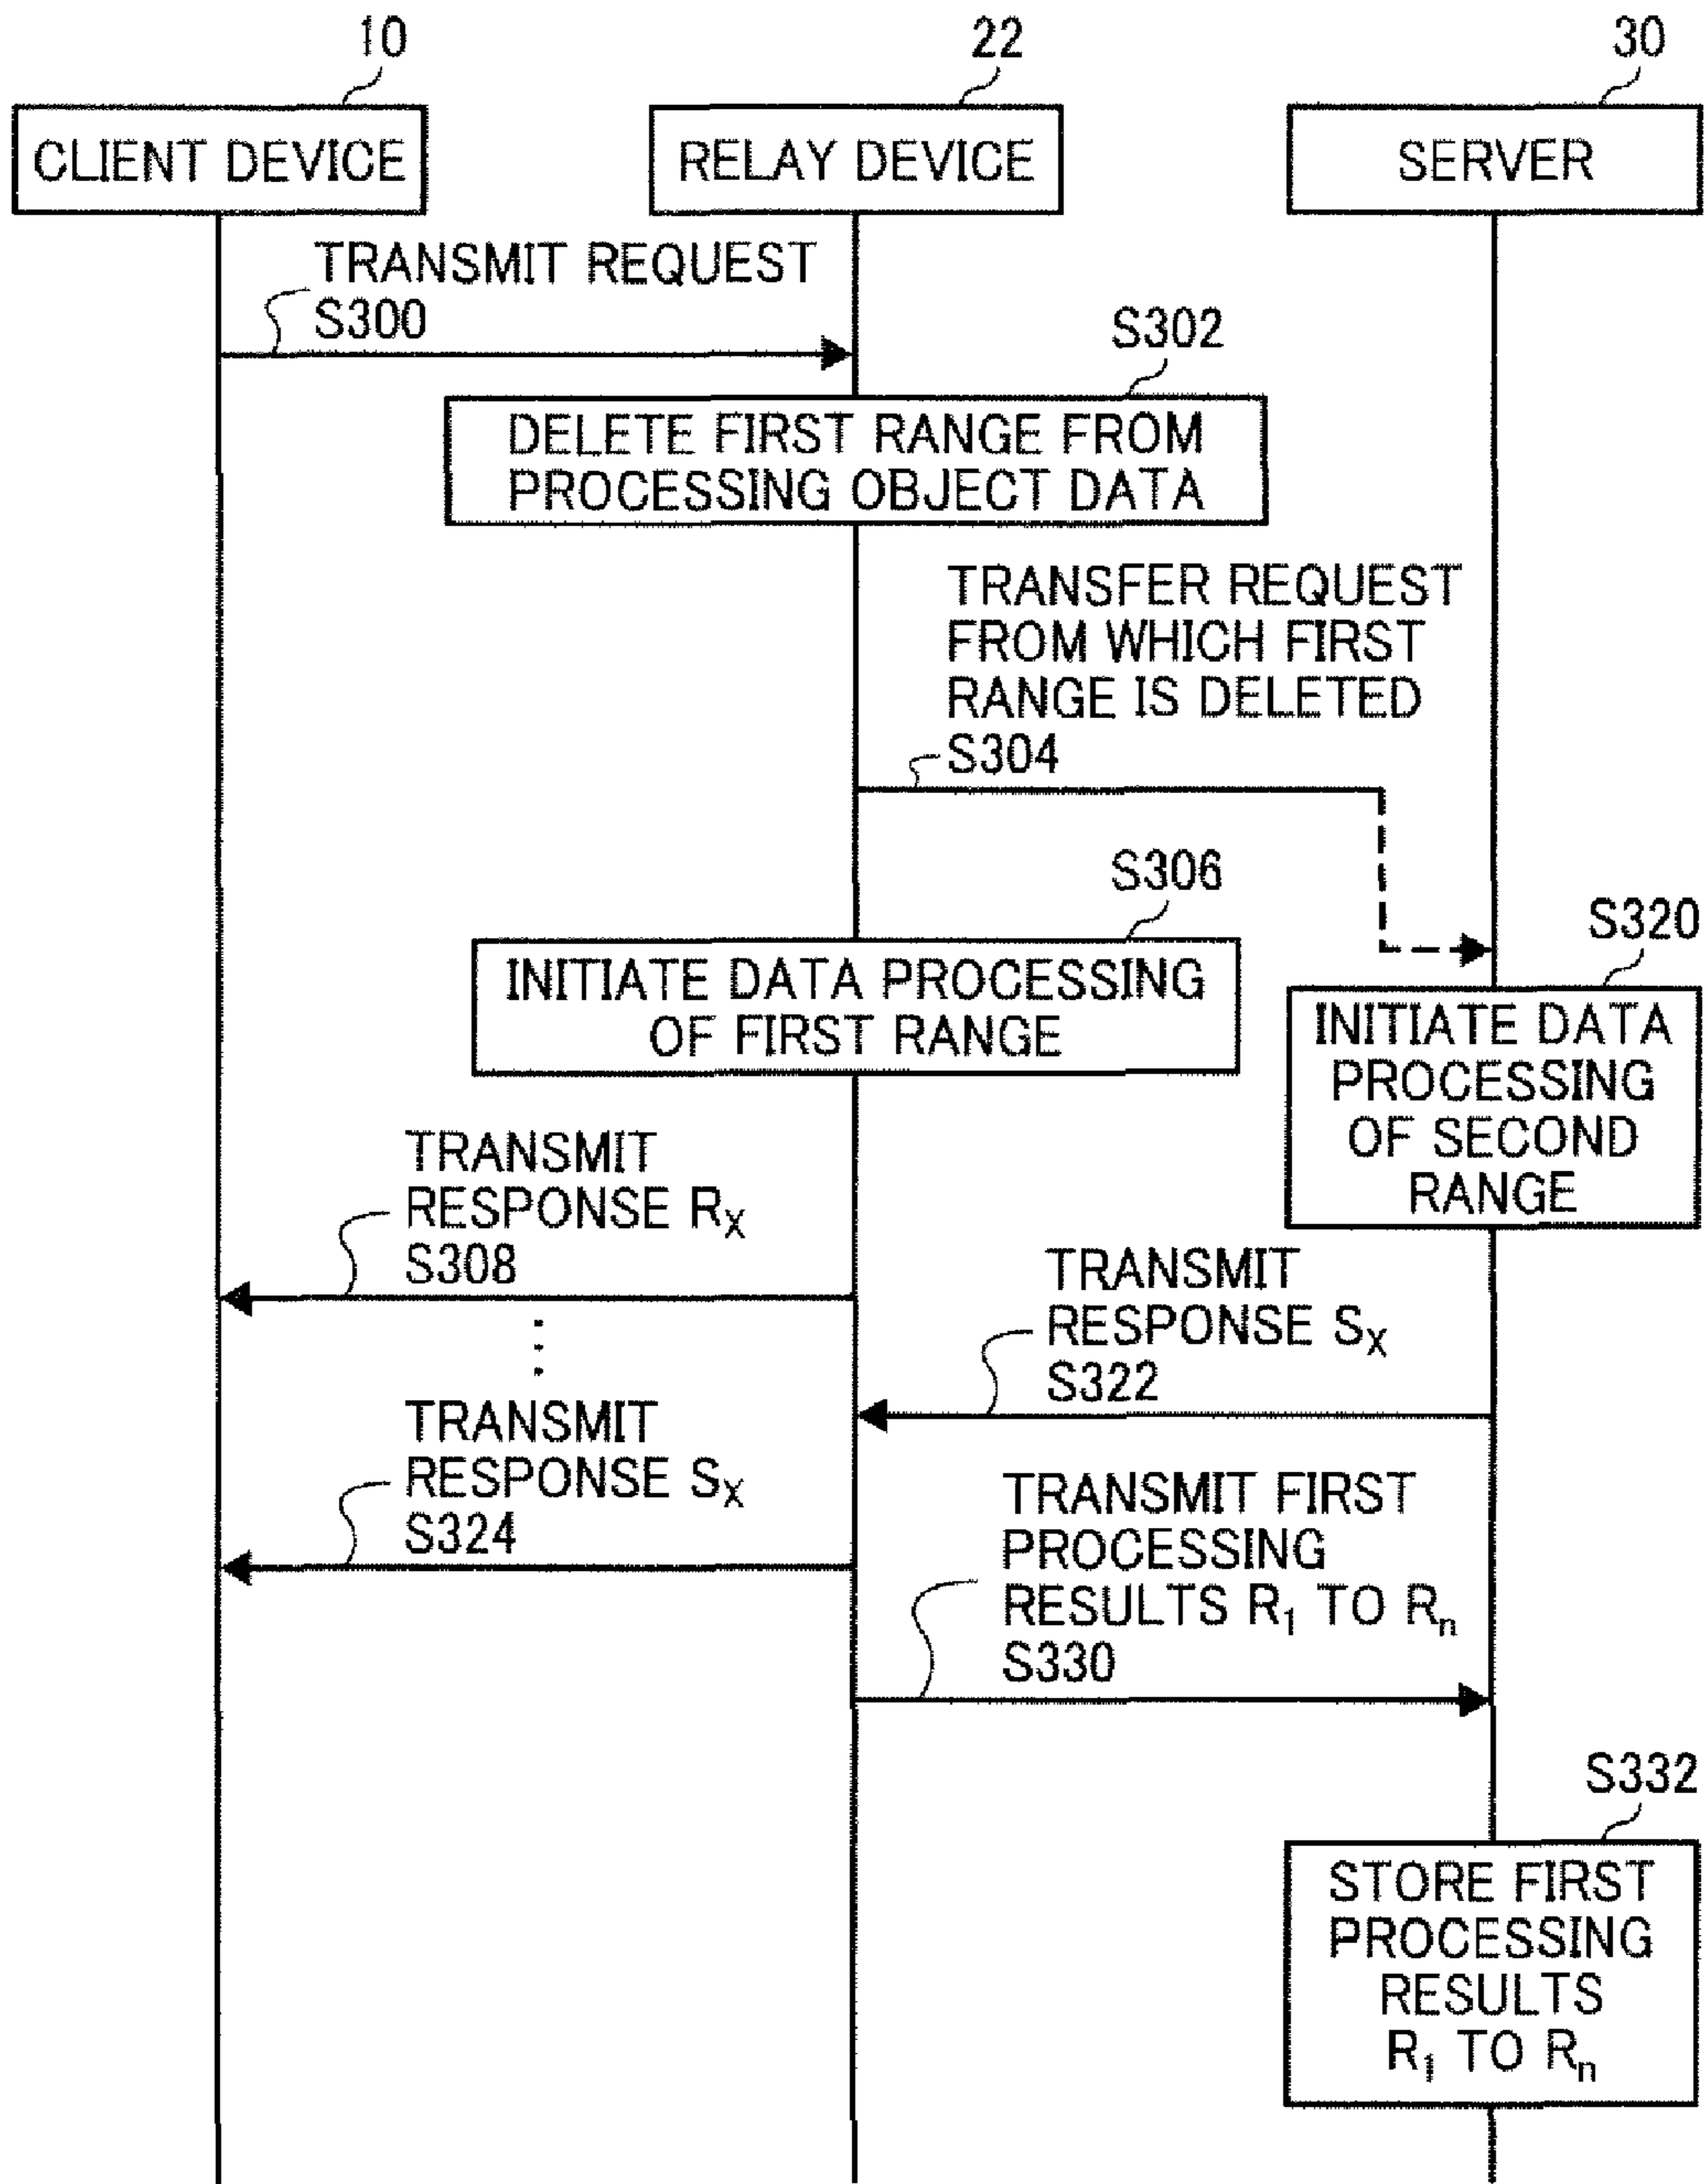 10
22
30
CLIENT DEVICE
RELAY DEVICE
SERVER
TRANSMIT REQUEST
S300
S302
DELETE FIRST RANGE FROM
PROCESSING OBJECT DATA
TRANSFER REQUEST
FROM WHICH FIRST
RANGE IS DELETED
S304
S306
INITIATE DATA PROCESSING
OF FIRST RANGE
S320
INITIATE DATA
PROCESSING
OF SECOND
RANGE
TRANSMIT
RESPONSE RX
S308
TRANSMIT
RESPONSE SX
S322
TRANSMIT
RESPONSE SX
S324
TRANSMIT FIRST
PROCESSING
RESULTS R1 TO Rn
S330
S332
STORE FIRST
PROCESSING
RESULTS
R1 TO Rn